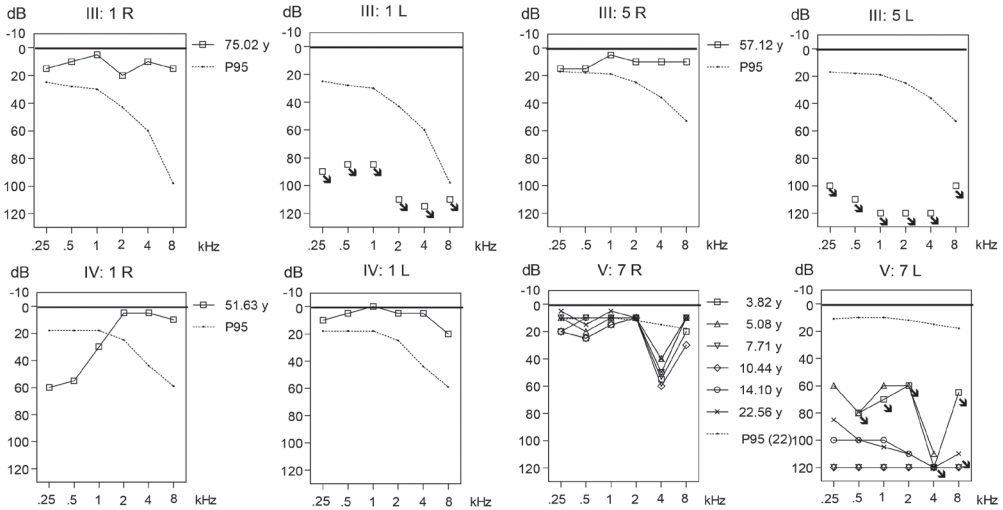 dB III: 1 R
-10
0
20
40
60
80
100
120
.25 .5 1 2 4 8 kHz
75.02 y
P95
III: 1 L
dB
-10
0
20
40
60
80
100
120
.25 .5 1 2 4 8 kHz
dB III: 5 R
-10
0
20
40
60
80
100
120
.25 .5 1 2 4 8 kHz
57.12 y
P95
dB III: 5 L
-10
0
20
40
60
80
100
120
.25 .5 1 2 4 8 kHz
dB IV: 1 R
-10
0
20
40
60
80
100
120
.25 .5 1 2 4 8 kHz
51.63 y
P95
dB IV: 1 L
-10
0
20
40
60
80
100
120
.25 .5 1 2 4 8 kHz
dB V: 7 R
-10
0
20
40
60
80
100
120
.25 .5 1 2 4 8 kHz
3.82 y
5.08 y
7.71 y
10.44 y
14.10 y
22.56 y
P95 (22)
dB V: 7 L
-10
0
20
40
60
80
100
120
.25 .5 1 2 4 8 kHz